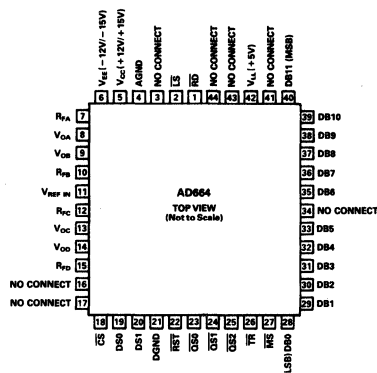 VEE (−12V/−15V)
VCC (+12V/+15V)
AGND
NO CONNECT
LS
RD
NO CONNECT
NO CONNECT
VLL (+5V)
NO CONNECT
DB11 (MSB)
6 5 4 3 2 1 44 43 42 41 40
RFA 7
VOA 8
VOB 9
RFB 10
VREF IN 11
RFC 12
VOC 13
VOD 14
RFD 15
NO CONNECT 16
NO CONNECT 17
AD664
TOP VIEW
(Not to Scale)
39 DB10
38 DB9
37 DB8
36 DB7
35 DB6
34 NO CONNECT
33 DB5
32 DB4
31 DB3
30 DB2
29 DB1
18 19 20 21 22 23 24 25 26 27 28
CS
DS0
DS1
DGND
RST
QS0
QS1
QS2
TR
MS
LSB) DB0